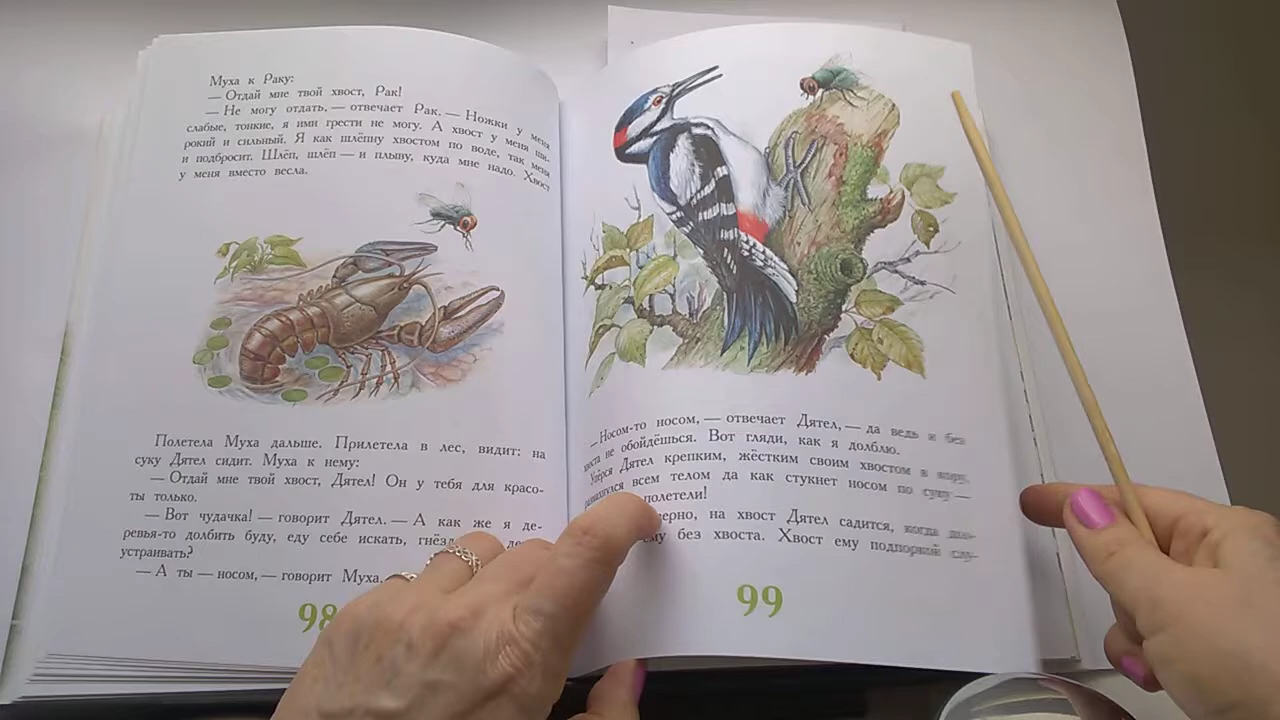 Муха к Раку:
— Отдай мне твой хвост, Рак!
— Не могу отдать, — отвечает Рак. — Ножки у меня
слабые, тонкие, я ими грести не могу. А хвост у меня ши-
рокий и сильный. Я как шлёпну хвостом по воде, так меня
и подбросит. Шлёп, шлёп — и плыву, куда мне надо. Хвост
у меня вместо весла.
Полетела Муха дальше. Прилетела в лес, видит: на
суку Дятел сидит. Муха к нему:
— Отдай мне твой хвост, Дятел! Он у тебя для красо-
ты только.
— Вот чудачка! — говорит Дятел. — А как же я де-
ревья-то долбить буду, еду себе искать, гнёзд
устраивать?
— А ты — носом, — говорит Муха.
98
— Носом-то носом, — отвечает Дятел, — да ведь и без
хвоста не обойдёшься. Вот гляди, как я долблю.
Упёрся Дятел крепким, жёстким своим хвостом в кору,
размахнулся всем телом да как стукнет носом по суку —
полетели!
верно, на хвост Дятел садится, когда дол-
ему без хвоста. Хвост ему подпоркой слу-
99